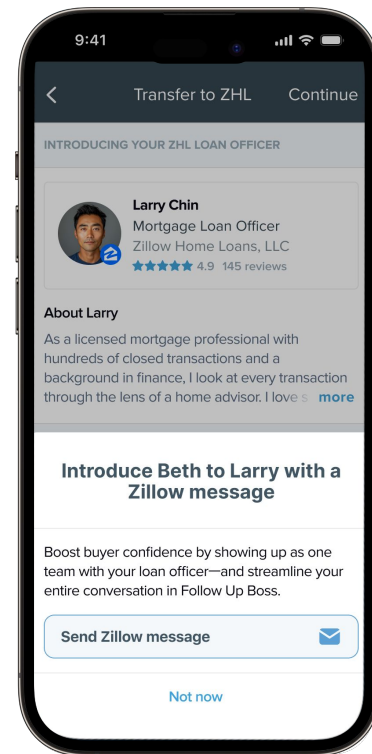 9:41
Transfer to ZHL
Continue
INTRODUCING YOUR ZHL LOAN OFFICER
Larry Chin
Mortgage Loan Officer
Zillow Home Loans, LLC
4.9 145 reviews
About Larry
As a licensed mortgage professional with
hundreds of closed transactions and a
background in finance, I look at every transaction
through the lens of a home advisor. I love s more
Introduce Beth to Larry with a
Zillow message
Boost buyer confidence by showing up as one
team with your loan officer—and streamline your
entire conversation in Follow Up Boss.
Send Zillow message
Not now